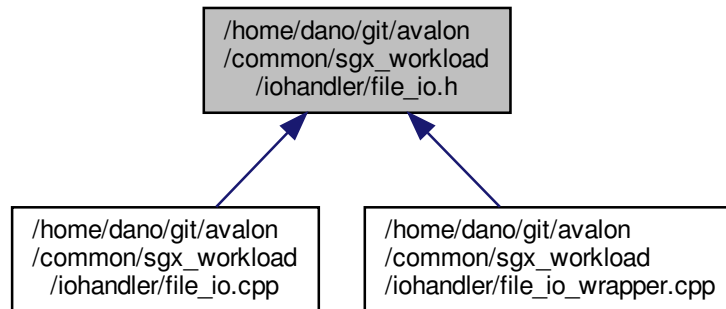 /home/dano/git/avalon
/common/sgx_workload
/iohandler/file_io.h
/home/dano/git/avalon
/common/sgx_workload
/iohandler/file_io.cpp
/home/dano/git/avalon
/common/sgx_workload
/iohandler/file_io_wrapper.cpp